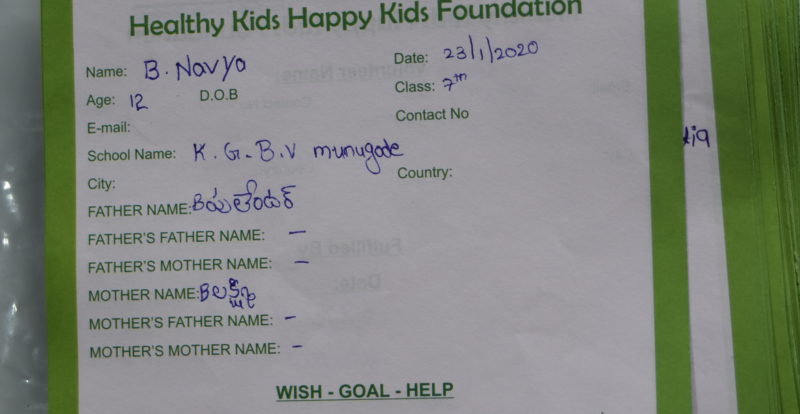 Healthy Kids Happy Kids Foundation
Name: B. Navya Date: 23/1/2020
Age: 12 D.O.B Class: 7th
E-mail: Contact No
School Name: K. G. B. V munugode
City: Country:
FATHER NAME:
FATHER'S FATHER NAME: –
FATHER'S MOTHER NAME: –
MOTHER NAME: B లక్ష్మి
MOTHER'S FATHER NAME: –
MOTHER'S MOTHER NAME: –
WISH - GOAL - HELP